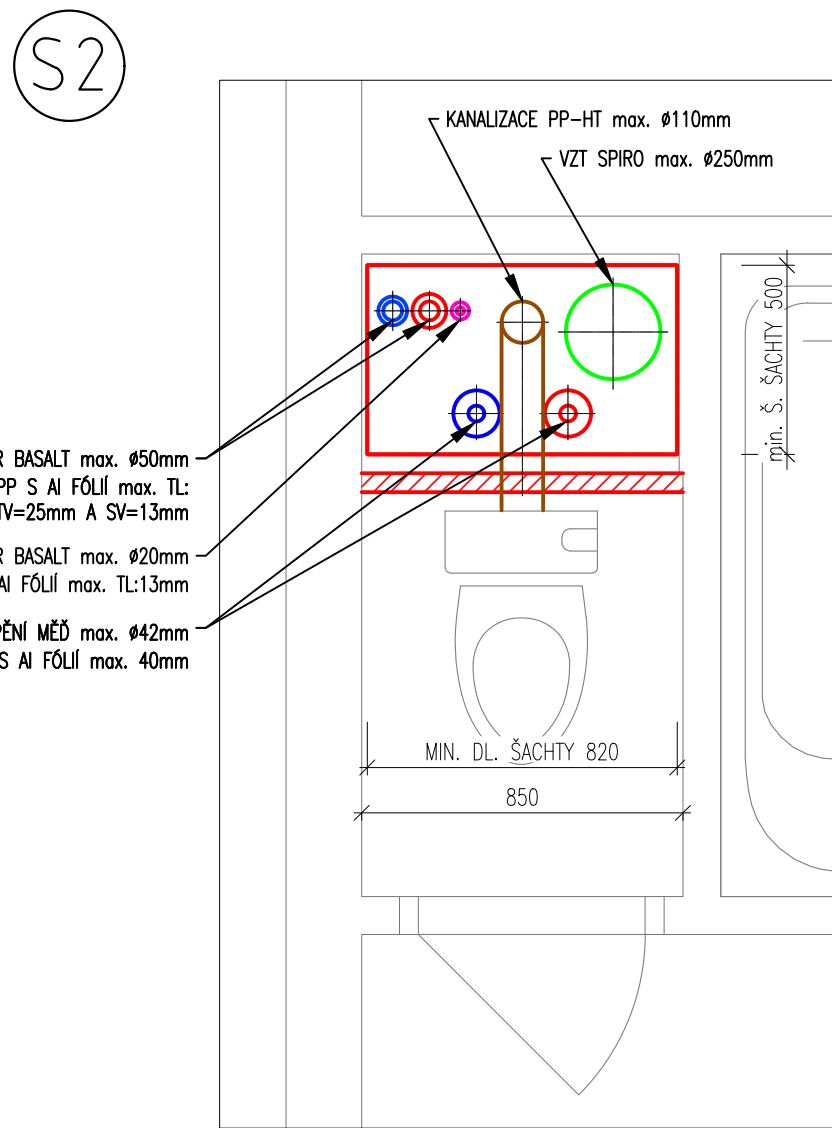 S2
KANALIZACE PP-HT max. ø110mm
VZT SPIRO max. ø250mm
min. Š. ŠACHTY 500
R BASALT max. ø50mm
PP S Al FÓLIÍ max. TL:
TV=25mm A SV=13mm
R BASALT max. ø20mm
Al FÓLIÍ max. TL:13mm
PĚNÍ MĚĎ max. ø42mm
S Al FÓLIÍ max. 40mm
MIN. DL. ŠACHTY 820
850